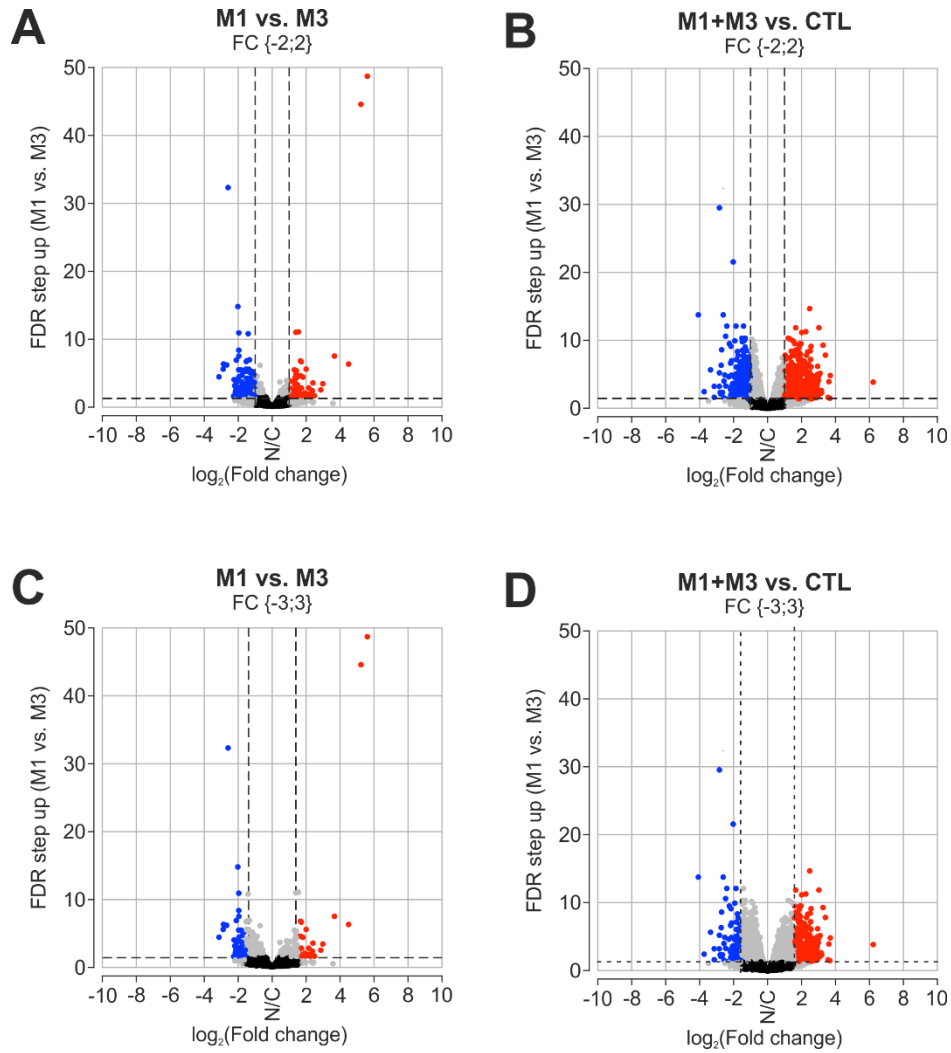 A
M1 vs. M3
FC {-2;2}
FDR step up (M1 vs. M3)
50
40
30
20
10
0
-10 -8 -6 -4 -2 N/C 2 4 6 8 10
log₂(Fold change)
B
M1+M3 vs. CTL
FC {-2;2}
FDR step up (M1 vs. M3)
50
40
30
20
10
0
-10 -8 -6 -4 -2 N/C 2 4 6 8 10
log₂(Fold change)
C
M1 vs. M3
FC {-3;3}
FDR step up (M1 vs. M3)
50
40
30
20
10
0
-10 -8 -6 -4 -2 N/C 2 4 6 8 10
log₂(Fold change)
D
M1+M3 vs. CTL
FC {-3;3}
FDR step up (M1 vs. M3)
50
40
30
20
10
0
-10 -8 -6 -4 -2 N/C 2 4 6 8 10
log₂(Fold change)